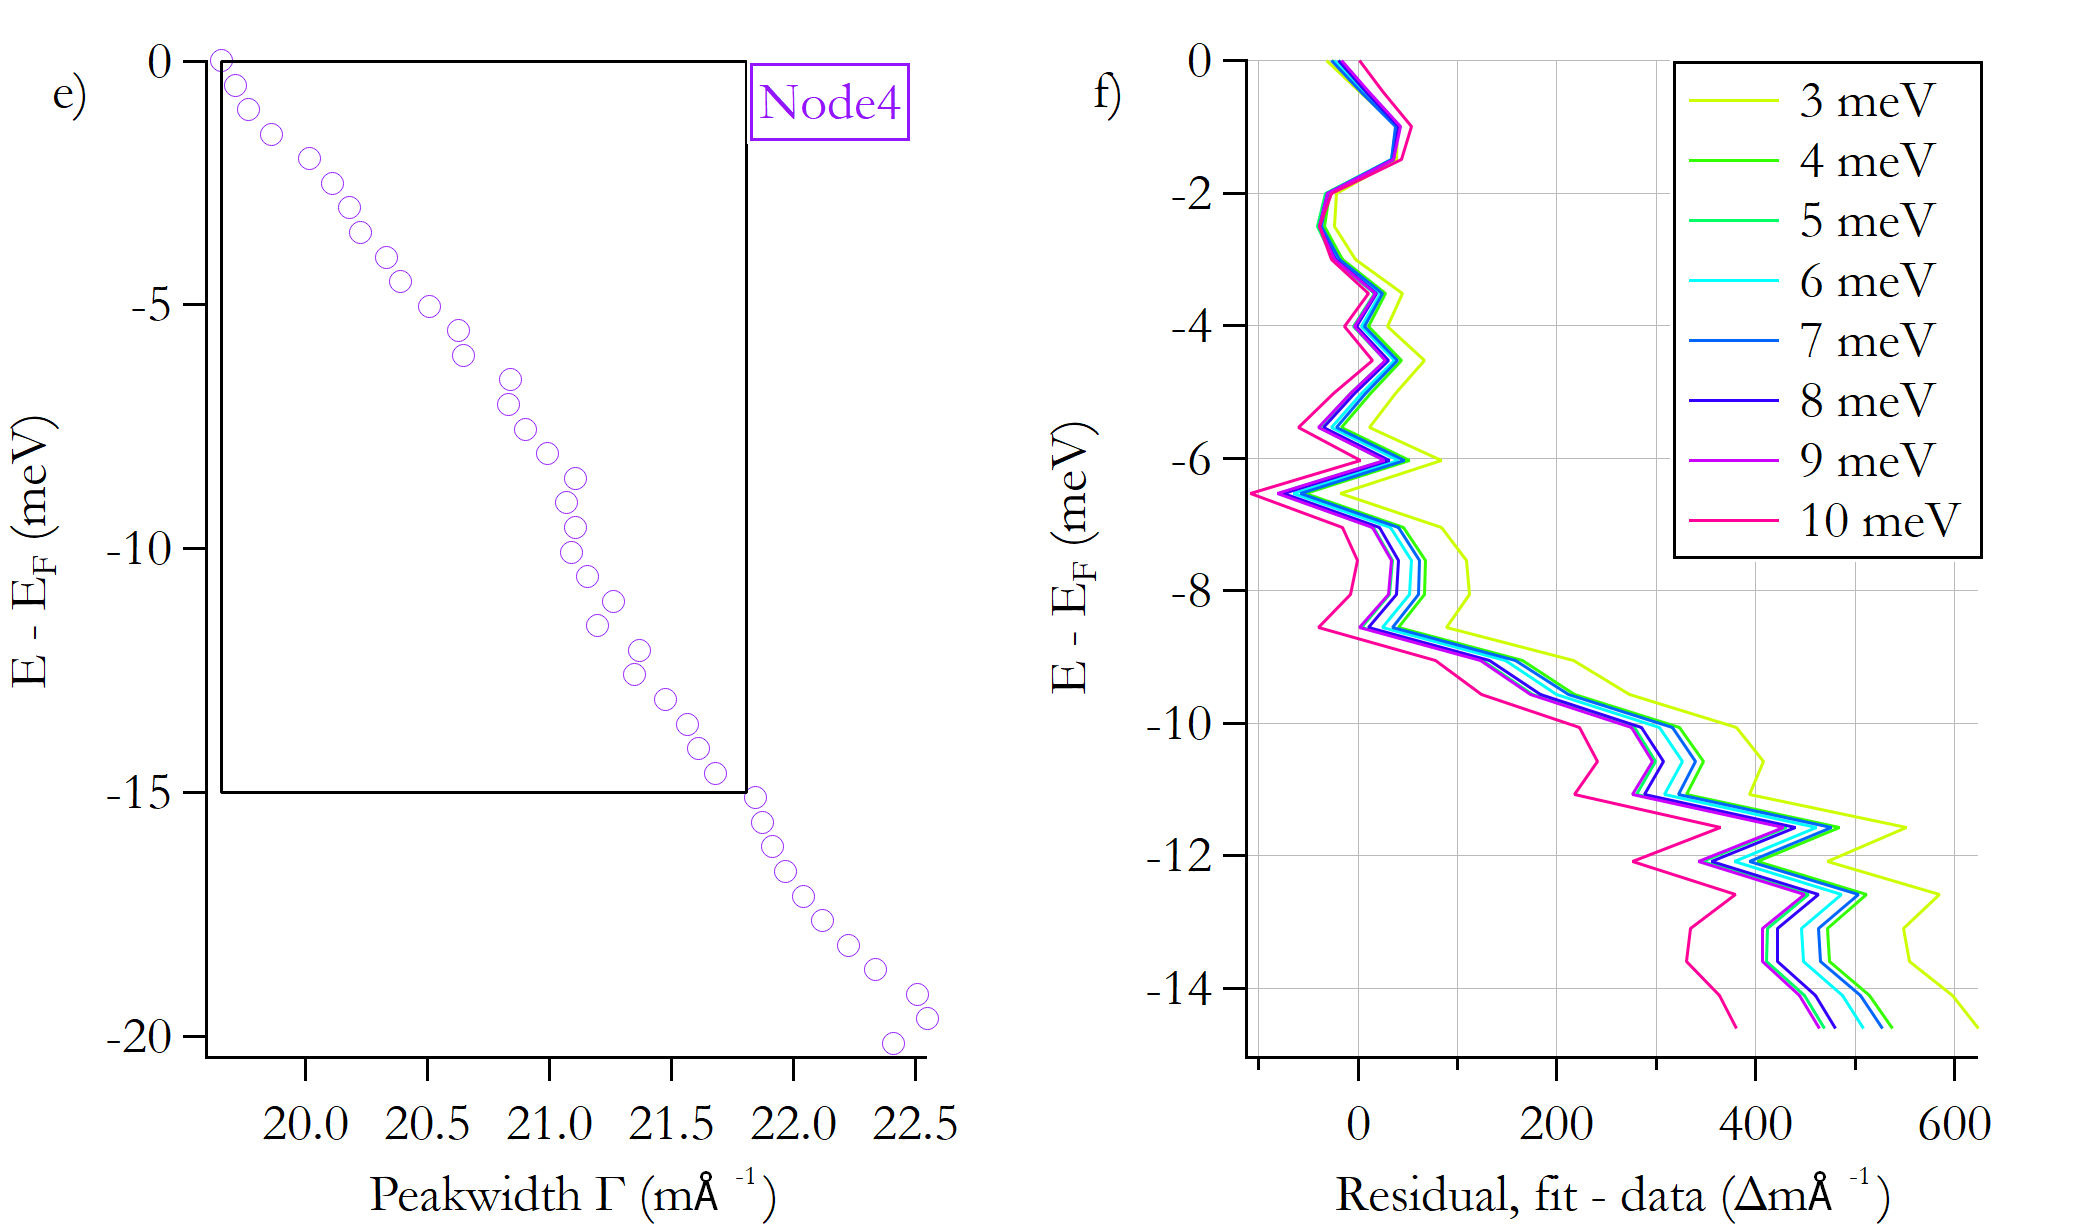 e)
Node4
0
-5
-10
-15
-20
E - E_F (meV)
20.0 20.5 21.0 21.5 22.0 22.5
Peakwidth Γ (mÅ⁻¹)
f)
0
-2
-4
-6
-8
-10
-12
-14
E - E_F (meV)
3 meV
4 meV
5 meV
6 meV
7 meV
8 meV
9 meV
10 meV
0 200 400 600
Residual, fit - data (ΔmÅ⁻¹)